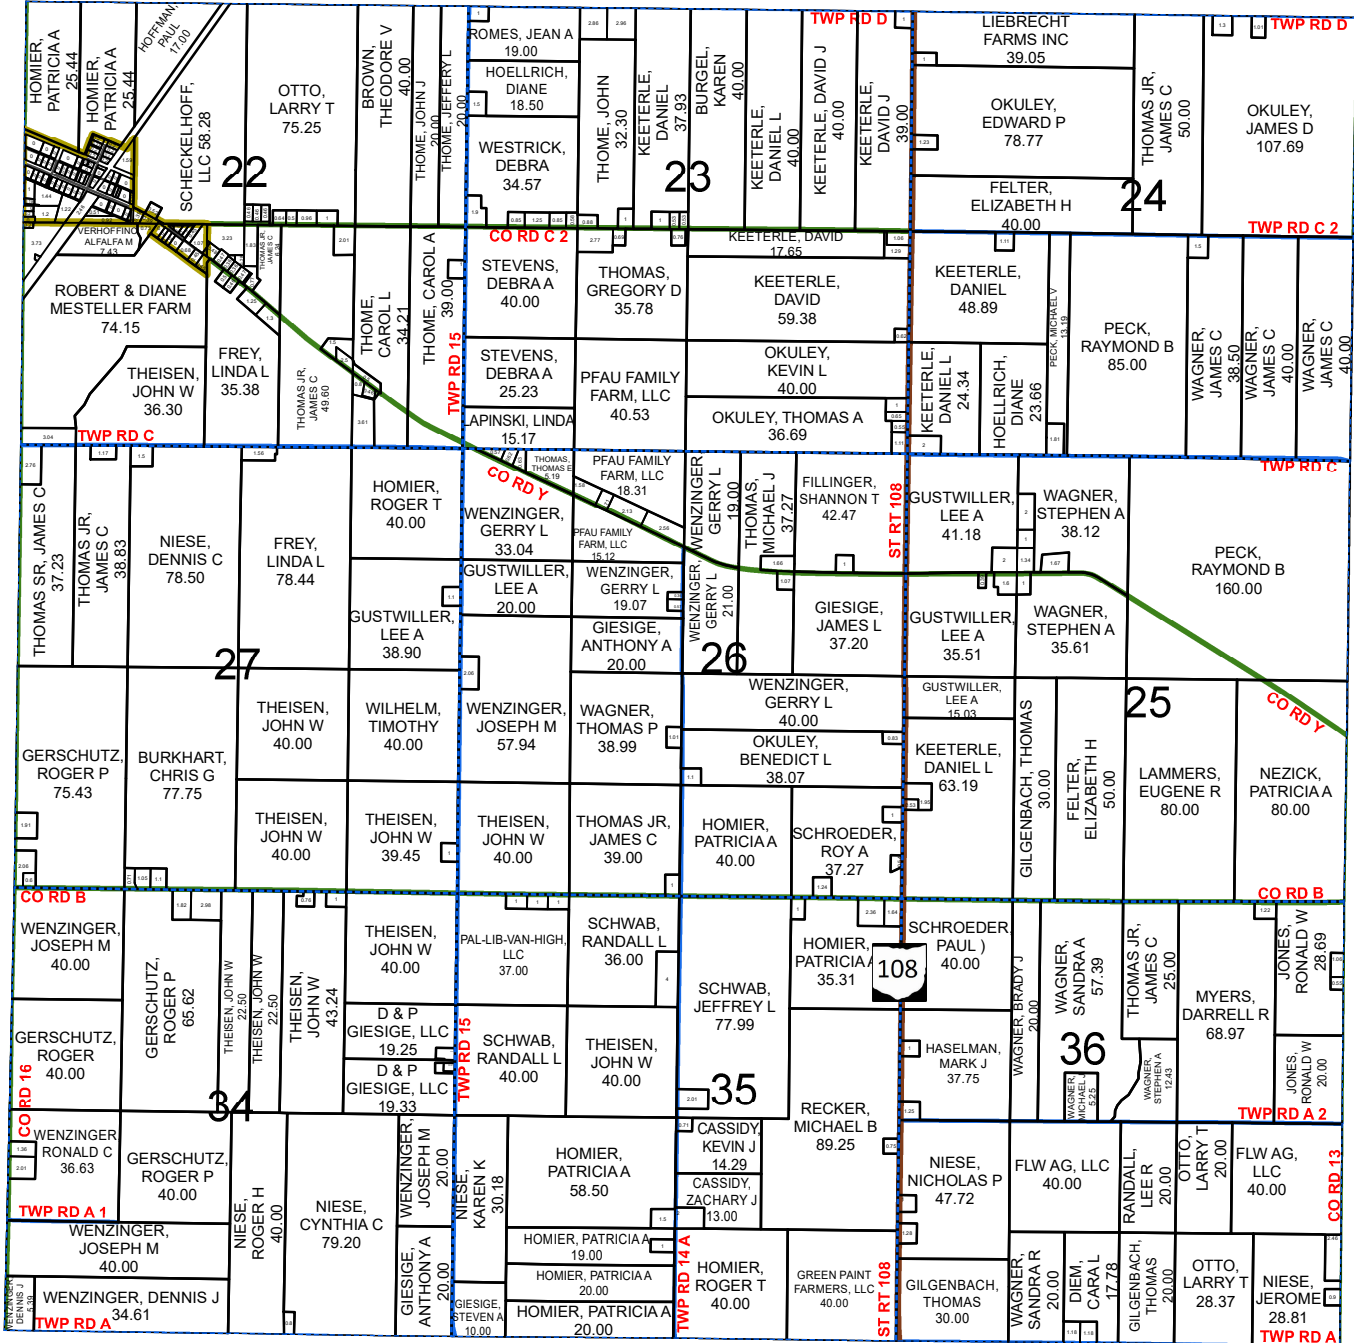 HOMIER,
PATRICIA A
25.44
HOMIER,
PATRICIA A
25.44
HOFFMAN,
PAUL
17.00
SCHECKELHOFF,
LLC 58.28
OTTO,
LARRY T
75.25
BROWN,
THEODORE V
40.00
THOME, JOHN J
20.00
THOME, JEFFERY L
20.00
22
VERHOFF INC
ALFALFA M
7.43
ROBERT & DIANE
MESTELLER FARM
74.15
THEISEN,
JOHN W
36.30
FREY,
LINDA L
35.38
THOMAS JR,
JAMES C
THOMAS JR,
JAMES C
49.60
THOME,
CAROL L
34.21
THOME, CAROL A
39.00
TWP RD 15
TWP RD C
ROMES, JEAN A
19.00
HOELLRICH,
DIANE
18.50
WESTRICK,
DEBRA
34.57
THOME, JOHN
32.30
KEETERLE,
DANIEL
37.93
BURGEL,
KAREN
40.00
KEETERLE,
DANIEL L
40.00
KEETERLE, DAVID J
40.00
KEETERLE,
DAVID J
39.00
TWP RD D
23
CO RD C 2
STEVENS,
DEBRA A
40.00
THOMAS,
GREGORY D
35.78
KEETERLE, DAVID
17.65
KEETERLE,
DAVID
59.38
STEVENS,
DEBRA A
25.23
PFAU FAMILY
FARM, LLC
40.53
OKULEY,
KEVIN L
40.00
LAPINSKI, LINDA
15.17
OKULEY, THOMAS A
36.69
LIEBRECHT
FARMS INC
39.05
OKULEY,
EDWARD P
78.77
FELTER,
ELIZABETH H
40.00
THOMAS JR,
JAMES C
50.00
OKULEY,
JAMES D
107.69
TWP RD D
24
TWP RD C 2
KEETERLE,
DANIEL
48.89
KEETERLE,
DANIEL L
24.34
HOELLRICH,
DIANE
23.66
PECK, MICHAEL V
13.19
PECK,
RAYMOND B
85.00
WAGNER,
JAMES C
38.50
WAGNER,
JAMES C
40.00
WAGNER,
JAMES C
40.00
TWP RD C
THOMAS SR, JAMES C
37.23
THOMAS JR,
JAMES C
38.83
NIESE,
DENNIS C
78.50
FREY,
LINDA L
78.44
HOMIER,
ROGER T
40.00
GUSTWILLER,
LEE A
38.90
27
GERSCHUTZ,
ROGER P
75.43
BURKHART,
CHRIS G
77.75
THEISEN,
JOHN W
40.00
WILHELM,
TIMOTHY
40.00
THEISEN,
JOHN W
40.00
THEISEN,
JOHN W
39.45
CO RD Y
THOMAS,
THOMAS E
5.19
PFAU FAMILY
FARM, LLC
18.31
WENZINGER,
GERRY L
33.04
PFAU FAMILY
FARM, LLC
15.12
GUSTWILLER,
LEE A
20.00
WENZINGER,
GERRY L
19.07
GIESIGE,
ANTHONY A
20.00
WENZINGER
GERRY L
19.00
THOMAS,
MICHAEL J
37.27
FILLINGER,
SHANNON T
42.47
ST RT 108
WENZINGER,
GERRY L
21.00
GIESIGE,
JAMES L
37.20
26
WENZINGER,
JOSEPH M
57.94
WAGNER,
THOMAS P
38.99
WENZINGER,
GERRY L
40.00
OKULEY,
BENEDICT L
38.07
THEISEN,
JOHN W
40.00
THOMAS JR,
JAMES C
39.00
HOMIER,
PATRICIA A
40.00
SCHROEDER,
ROY A
37.27
GUSTWILLER,
LEE A
41.18
WAGNER,
STEPHEN A
38.12
PECK,
RAYMOND B
160.00
GUSTWILLER,
LEE A
35.51
WAGNER,
STEPHEN A
35.61
GUSTWILLER,
LEE A
15.03
25
CO RD Y
KEETERLE,
DANIEL L
63.19
GILGENBACH, THOMAS
30.00
FELTER,
ELIZABETH H
50.00
LAMMERS,
EUGENE R
80.00
NEZICK,
PATRICIA A
80.00
CO RD B
CO RD B
WENZINGER,
JOSEPH M
40.00
GERSCHUTZ,
ROGER P
65.62
THEISEN, JOHN W
22.50
THEISEN, JOHN W
22.50
THEISEN,
JOHN W
43.24
THEISEN,
JOHN W
40.00
GERSCHUTZ,
ROGER
40.00
D & P
GIESIGE, LLC
19.25
D & P
GIESIGE, LLC
19.33
CO RD 16
34
WENZINGER,
RONALD C
36.63
GERSCHUTZ,
ROGER P
40.00
TWP RD A 1
WENZINGER,
JOSEPH M
40.00
WENZINGER,
DENNIS J
5.39
WENZINGER, DENNIS J
34.61
TWP RD A
NIESE,
ROGER H
40.00
NIESE,
CYNTHIA C
79.20
WENZINGER,
JOSEPH M
20.00
GIESIGE,
ANTHONY A
20.00
PAL-LIB-VAN-HIGH,
LLC
37.00
SCHWAB,
RANDALL L
36.00
TWP RD 15
SCHWAB,
RANDALL L
40.00
THEISEN,
JOHN W
40.00
SCHWAB,
JEFFREY L
77.99
HOMIER,
PATRICIA A
35.31
108
35
RECKER,
MICHAEL B
89.25
NIESE,
KAREN K
30.18
HOMIER,
PATRICIA A
58.50
CASSIDY,
KEVIN J
14.29
CASSIDY,
ZACHARY J
13.00
HOMIER, PATRICIA A
19.00
HOMIER, PATRICIA A
20.00
HOMIER, PATRICIA A
20.00
GIESIGE,
STEVEN A
10.00
TWP RD 14 A
HOMIER,
ROGER T
40.00
GREEN PAINT
FARMERS, LLC
40.00
ST RT 108
SCHROEDER,
PAUL )
40.00
WAGNER, BRADY J
20.00
WAGNER,
SANDRA A
57.39
THOMAS JR,
JAMES C
25.00
MYERS,
DARRELL R
68.97
JONES,
RONALD W
28.69
HASELMAN,
MARK J
37.75
36
WAGNER,
MICHAEL J
5.25
WAGNER,
STEPHEN A
12.43
JONES,
RONALD W
20.00
TWP RD A 2
NIESE,
NICHOLAS P
47.72
FLW AG, LLC
40.00
RANDALL,
LEE R
20.00
OTTO,
LARRY T
20.00
FLW AG,
LLC
40.00
CO RD 13
GILGENBACH,
THOMAS
30.00
WAGNER,
SANDRA R
20.00
DIEM,
CARA L
17.78
GILGENBACH,
THOMAS
20.00
OTTO,
LARRY T
28.37
NIESE,
JEROME
28.81
TWP RD A